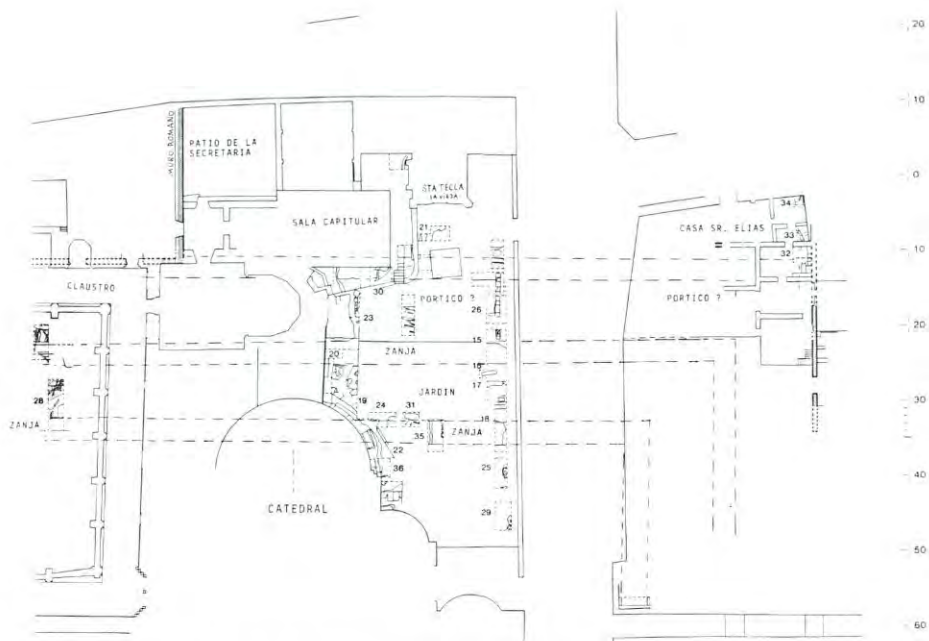 20
10
MURO ROMANO
PATIO DE LA
SECRETARIA
0
STA TECLA
LA VIEJA
34
SALA CAPITULAR
21
CASA SR. ELIAS
33
10
32
CLAUSTRO
30
PORTICO ?
PORTICO ?
26
23
20
15
ZANJA
20
16
17
JARDIN
28
19
24
31
30
18
ZANJA
35
ZANJA
22
25
36
40
CATEDRAL
29
50
60